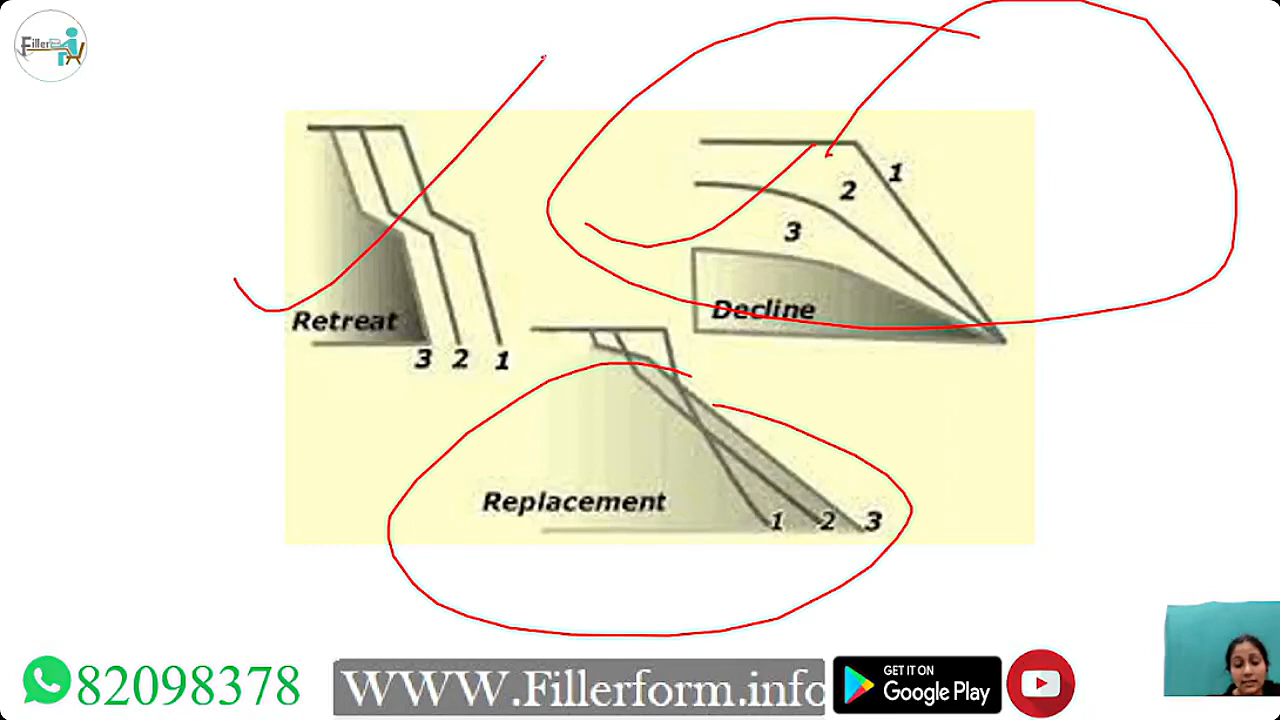 Filler
1
2
3
Decline
Retreat
3 2 1
Replacement
1 2 3
82098378
WWW.Fillerform.info
GET IT ON
Google Play